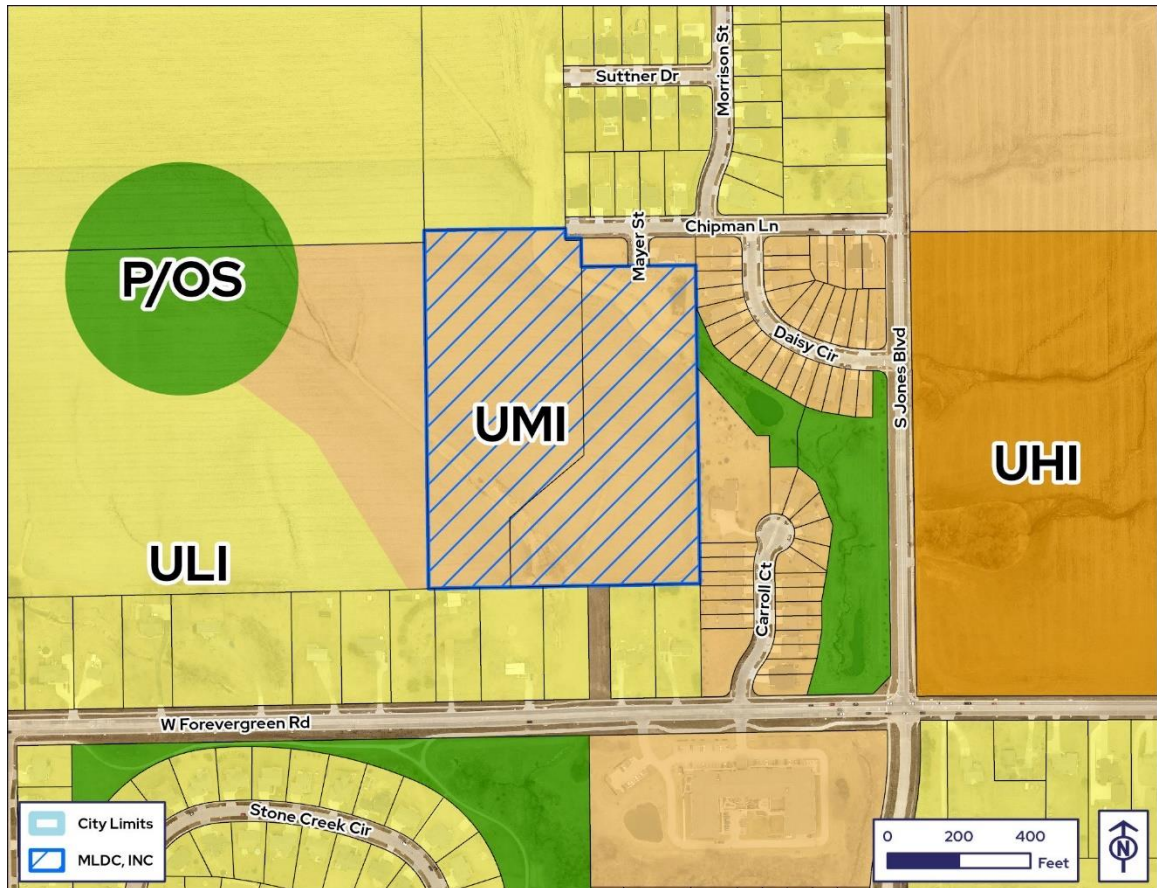 Suttner Dr
Morrison St
Chipman Ln
Mayer St
P/OS
Daisy Cir
S Jones Blvd
UMI
UHI
ULI
Carroll Ct
W Forevergreen Rd
Stone Creek Cir
City Limits
MLDC, INC
0 200 400
Feet
N